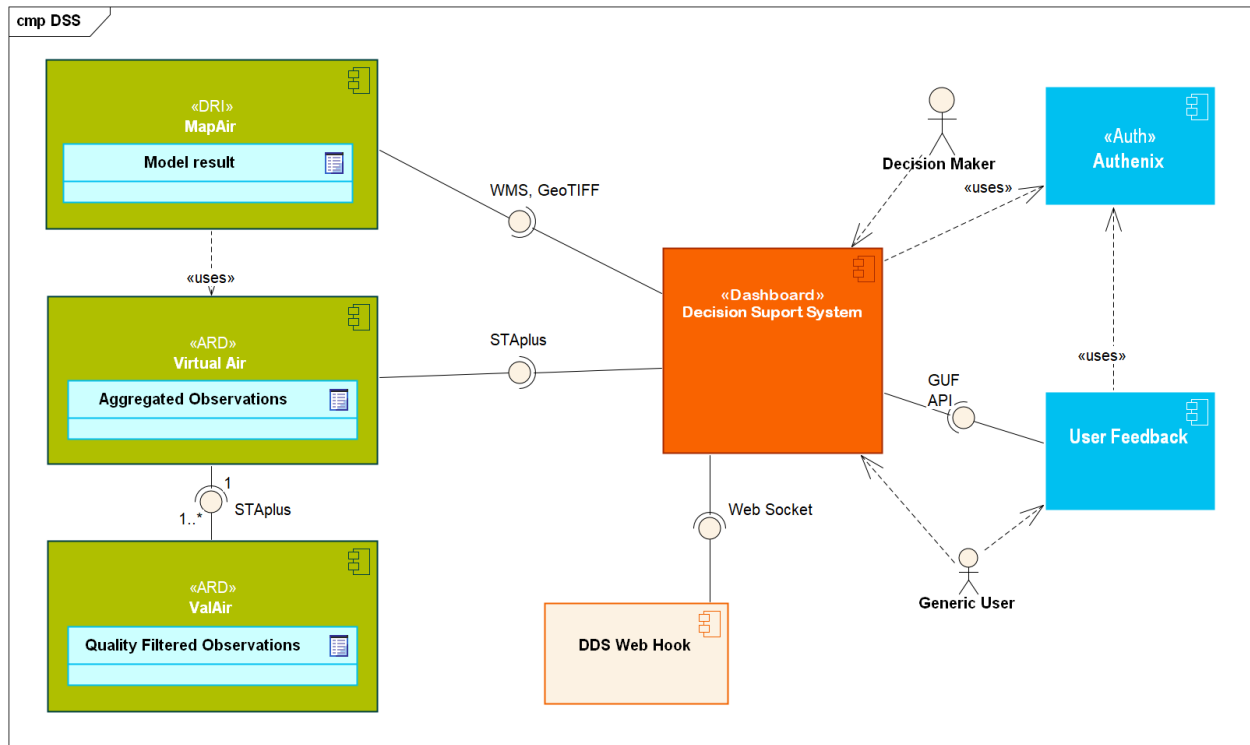 cmp DSS
«DRI»
MapAir
Model result
«uses»
«ARD»
Virtual Air
Aggregated Observations
1
1..*
STAplus
«ARD»
ValAir
Quality Filtered Observations
WMS, GeoTIFF
STAplus
«Dashboard»
Decision Suport System
Web Socket
DDS Web Hook
Decision Maker
«uses»
«Auth»
Authenix
«uses»
GUF
API
User Feedback
Generic User